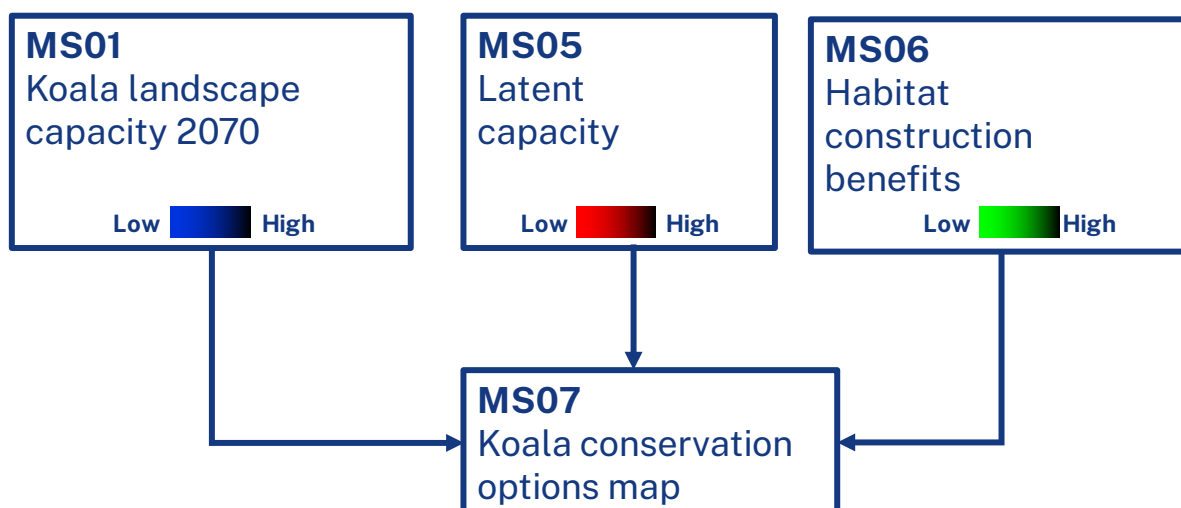 MS01
Koala landscape
capacity 2070
Low High
MS05
Latent
capacity
Low High
MS06
Habitat
construction
benefits
Low High
MS07
Koala conservation
options map